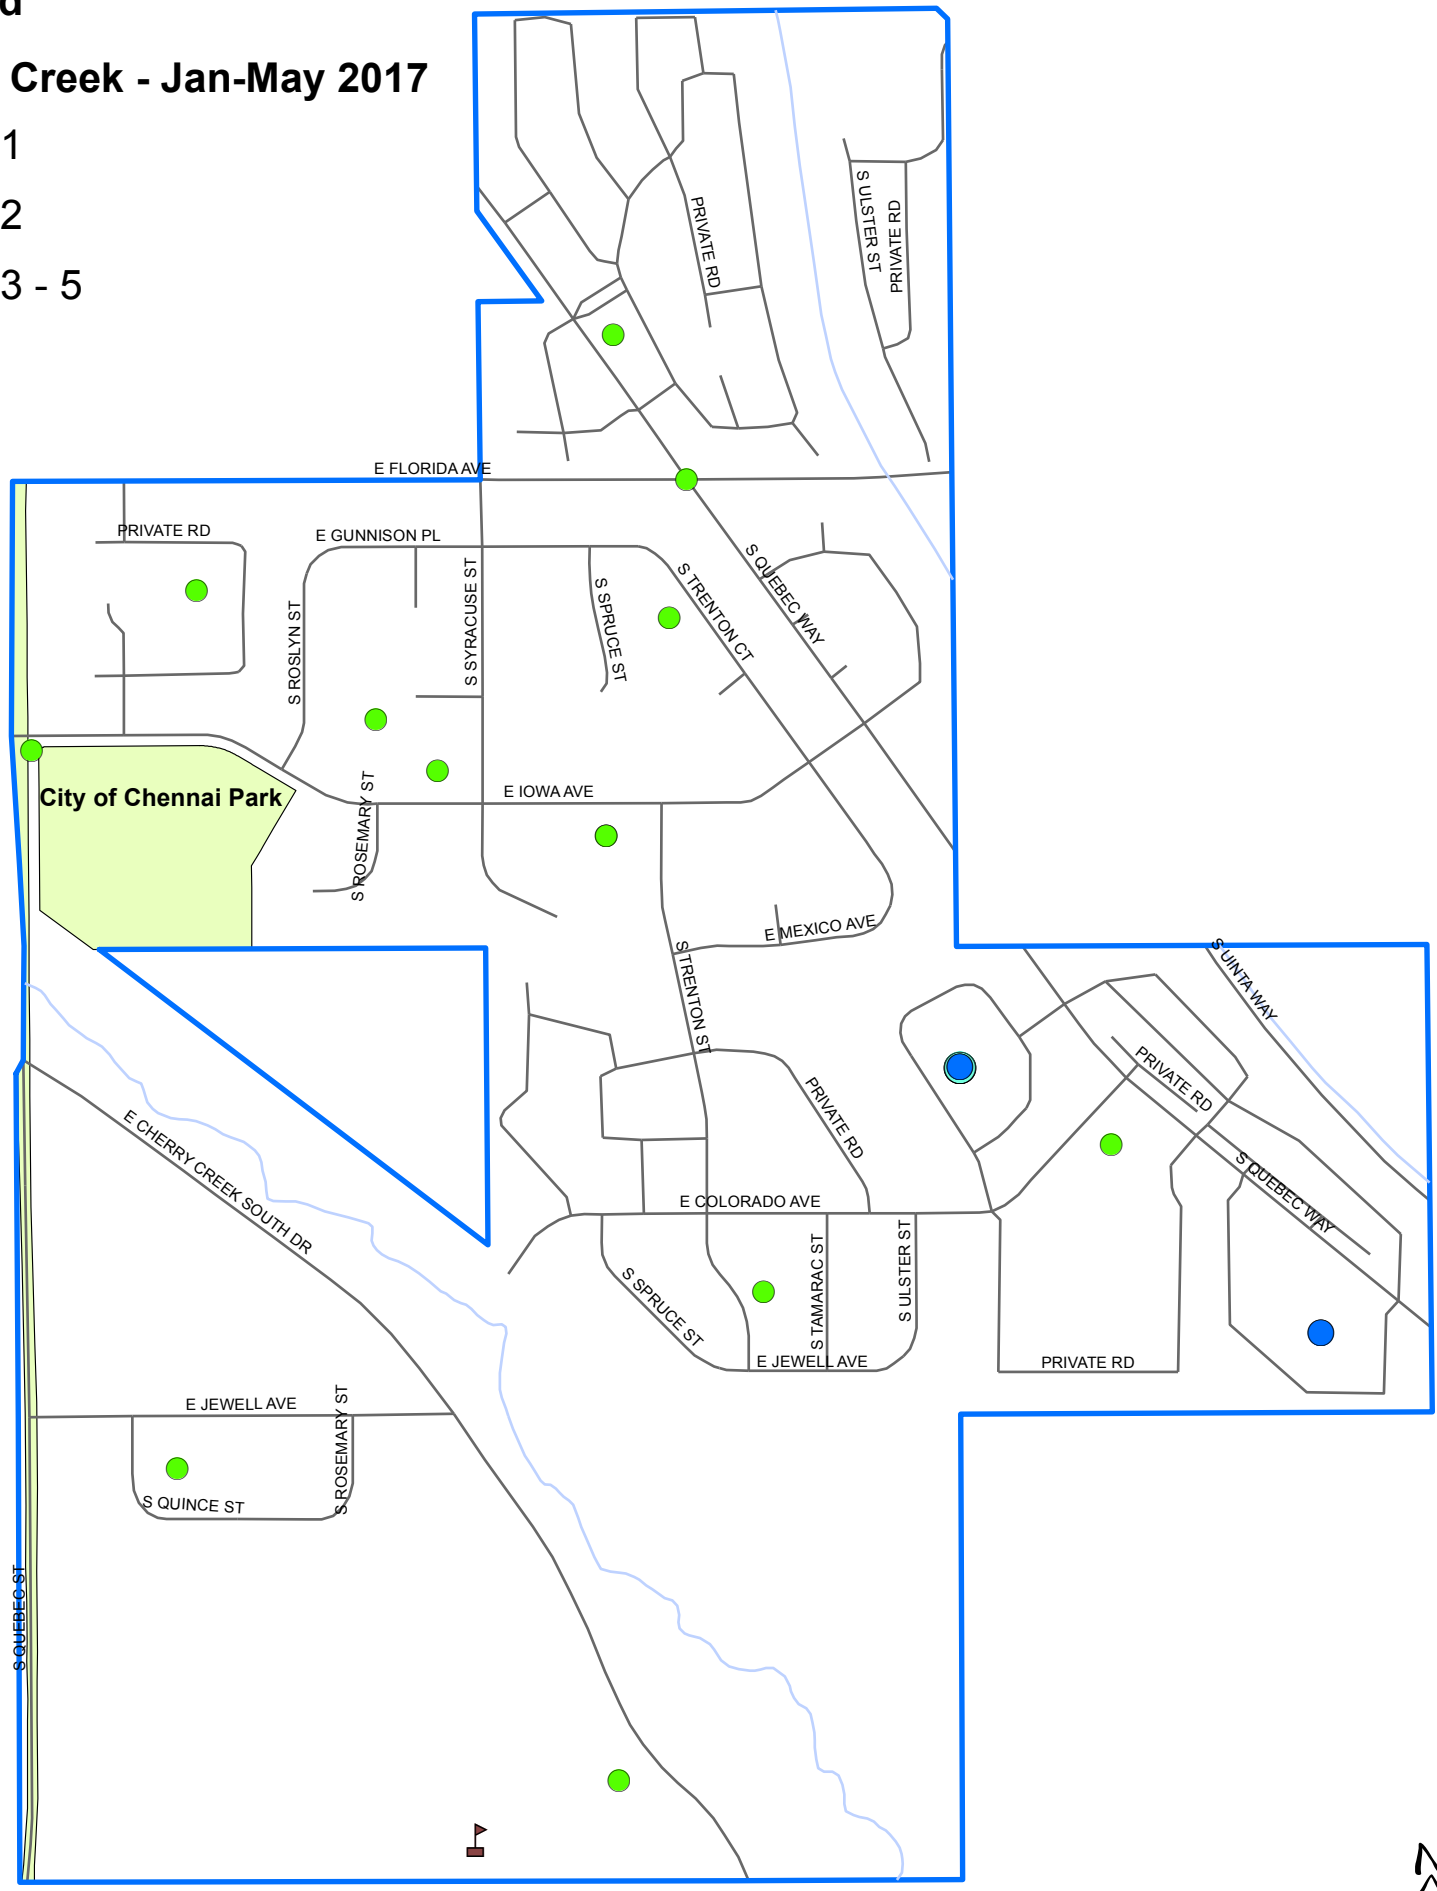 d
Creek - Jan-May 2017
1
2
3 - 5
PRIVATE RD
S ULSTER ST
PRIVATE RD
E FLORIDA AVE
PRIVATE RD
E GUNNISON PL
S ROSLYN ST
S SYRACUSE ST
S SPRUCE ST
S TRENTON CT
S QUEBEC WAY
City of Chennai Park
S ROSEMARY ST
E IOWA AVE
E MEXICO AVE
S TRENTON ST
S UINTA WAY
PRIVATE RD
PRIVATE RD
E CHERRY CREEK SOUTH DR
S QUEBEC WAY
E COLORADO AVE
S SPRUCE ST
S TAMARAC ST
S ULSTER ST
E JEWELL AVE
PRIVATE RD
E JEWELL AVE
S ROSEMARY ST
S QUINCE ST
S QUEBEC ST